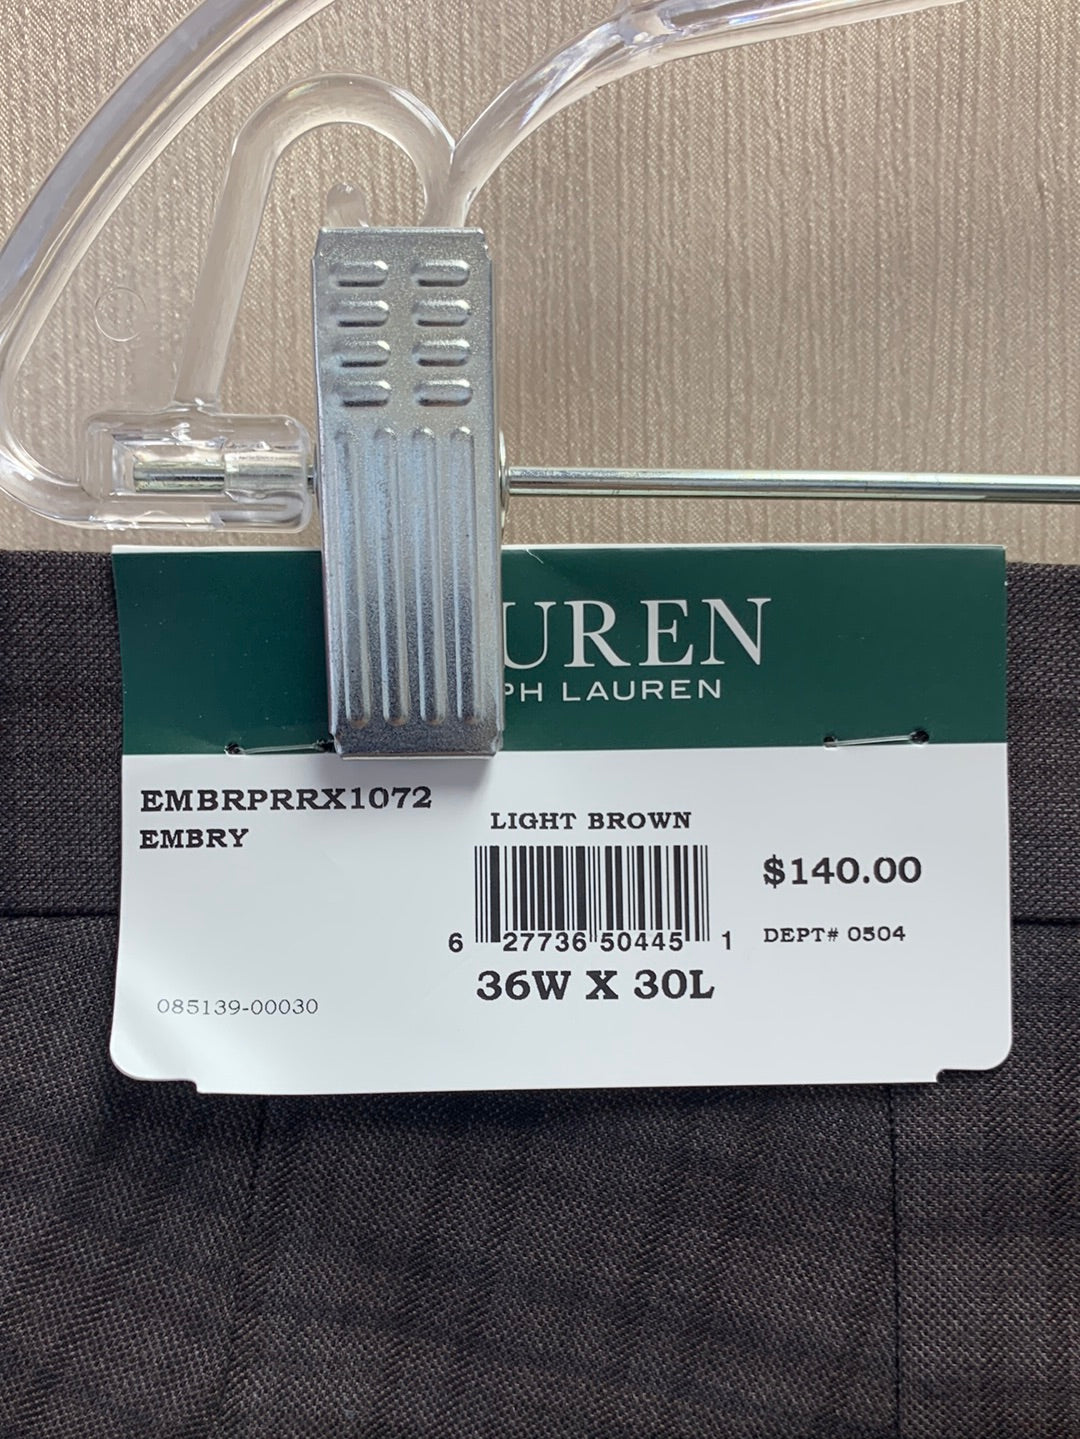 UREN
PH LAUREN
EMBRPRRX1072
EMBRY
LIGHT BROWN
$140.00
6 27736 50445 1
DEPT# 0504
36W X 30L
085139-00030